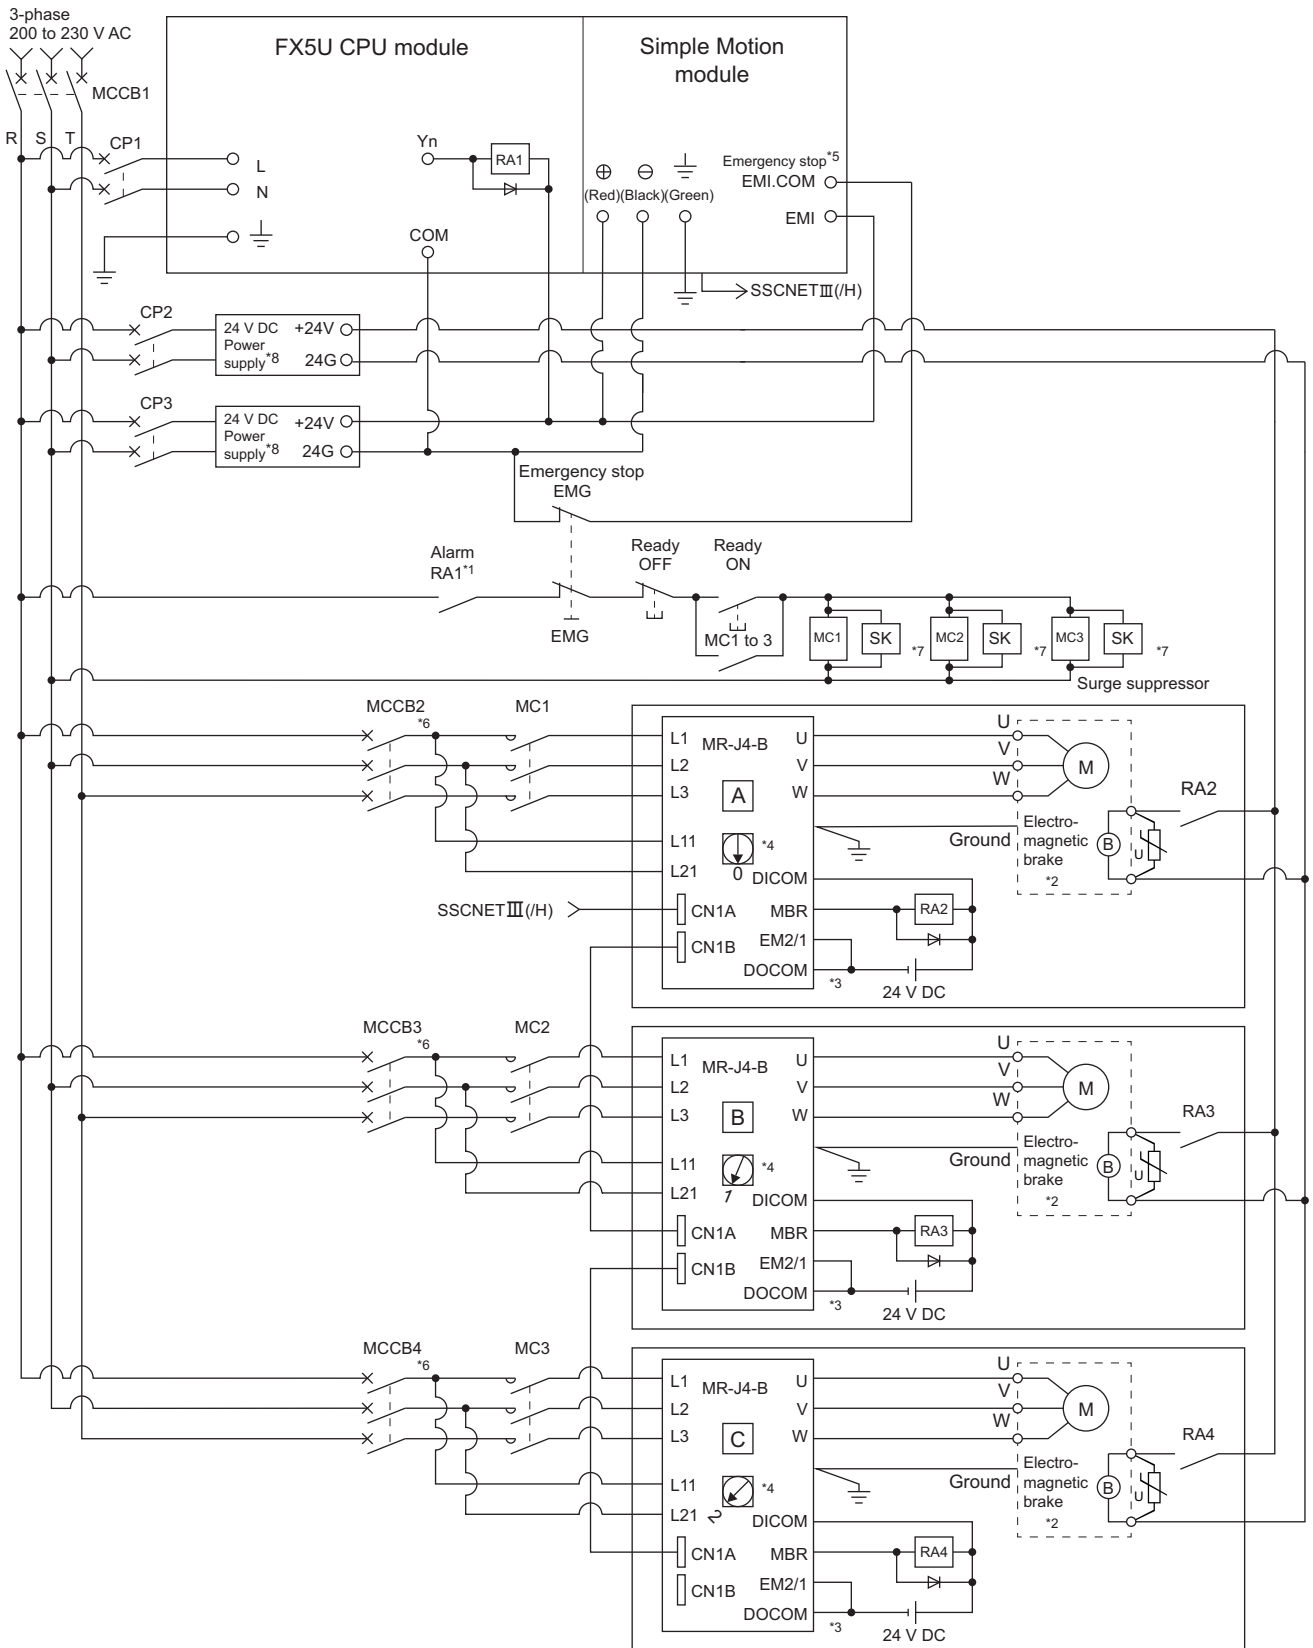 3-phase
200 to 230 V AC
FX5U CPU module
Simple Motion
module
MCCB1
R S T
CP1
L
N
Yn
RA1
COM
⊕ ⊖
(Red)(Black)(Green)
Emergency stop*5
EMI.COM
EMI
SSCNETⅢ(/H)
CP2
24 V DC
Power
supply*8
+24V
24G
CP3
24 V DC
Power
supply*8
+24V
24G
Emergency stop
EMG
Alarm
RA1*1
EMG
Ready
OFF
Ready
ON
MC1 to 3
MC1
SK
*7
MC2
SK
*7
MC3
SK
*7
Surge suppressor
MCCB2
*6
MC1
L1
L2
L3
L11
L21
MR-J4-B
A
*4
0
U
V
W
DICOM
MBR
EM2/1
DOCOM
CN1A
CN1B
SSCNETⅢ(/H)
*3
RA2
24 V DC
U
V
W
M
Ground
Electro-
magnetic
brake
*2
B
U
RA2
MCCB3
*6
MC2
L1
L2
L3
L11
L21
MR-J4-B
B
*4
1
U
V
W
DICOM
MBR
EM2/1
DOCOM
CN1A
CN1B
*3
RA3
24 V DC
U
V
W
M
Ground
Electro-
magnetic
brake
*2
B
U
RA3
MCCB4
*6
MC3
L1
L2
L3
L11
L21
MR-J4-B
C
*4
2
U
V
W
DICOM
MBR
EM2/1
DOCOM
CN1A
CN1B
*3
RA4
24 V DC
U
V
W
M
Ground
Electro-
magnetic
brake
*2
B
U
RA4